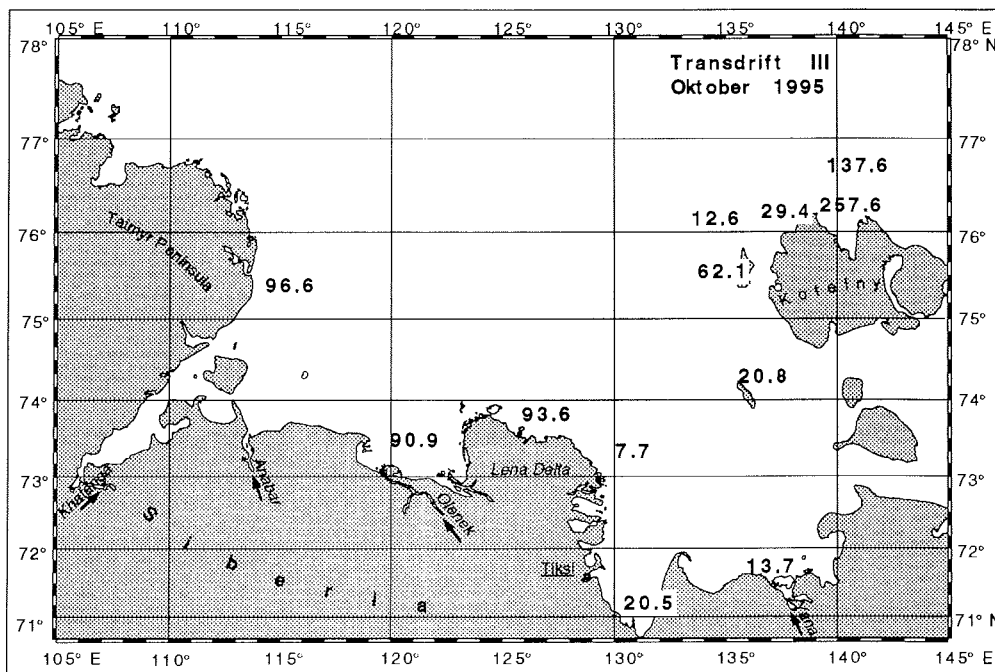 105° E 110° 115° 120° 125° 130° 135° 140° 145° E
78° 78° N
Transdrift III
Oktober 1995
77° 77°
137.6
12.6 29.4 257.6
76° 76°
Taimyr Peninsula
62.1
Kotelny
96.6
75° 75°
20.8
74° 74°
93.6
90.9
7.7
Lena Delta
73° 73°
Khatanga
Anabar
Olenek
Siberia
72° 72°
Tiksi
13.7
20.5
Yana
71° 71° N
105° E 110° 115° 120° 125° 130° 135° 140° 145° E